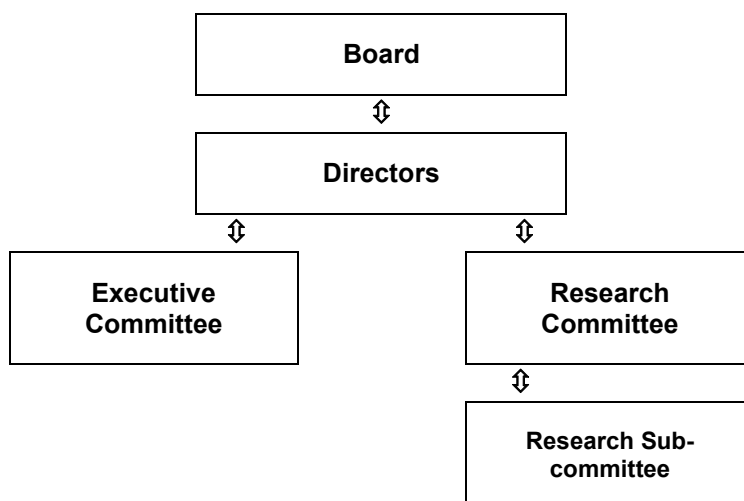 Board
Directors
Executive
Committee
Research
Committee
Research Sub-
committee